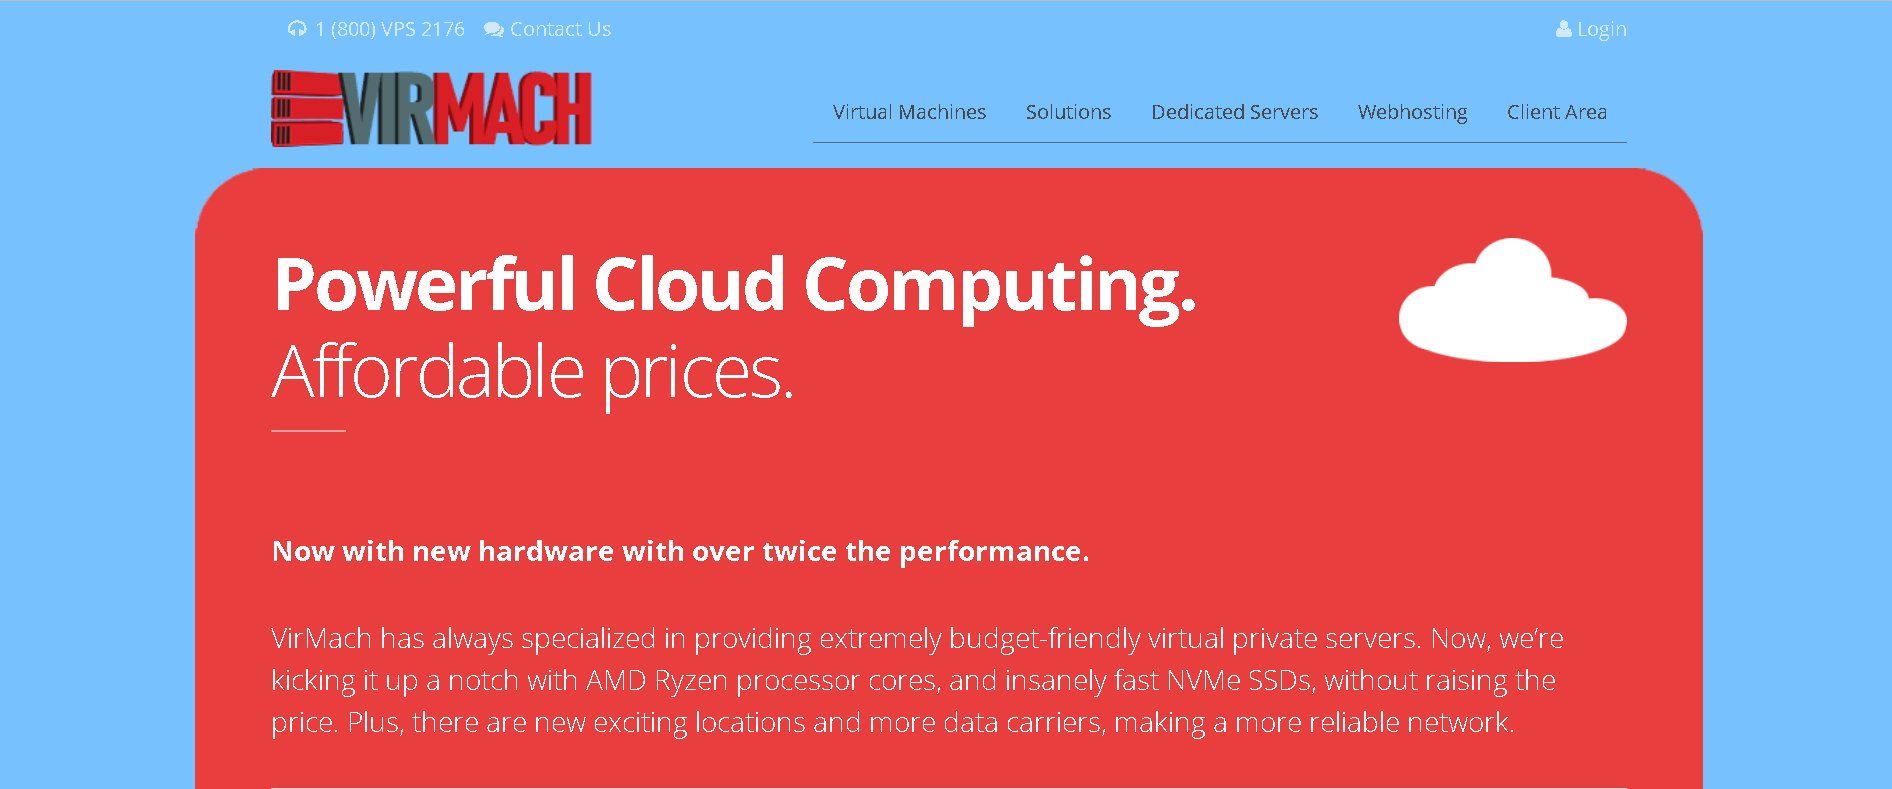 1 (800) VPS 2176 Contact Us Login
VIRMACH
Virtual Machines Solutions Dedicated Servers Webhosting Client Area
Powerful Cloud Computing.
Affordable prices.
Now with new hardware with over twice the performance.
VirMach has always specialized in providing extremely budget-friendly virtual private servers. Now, we’re
kicking it up a notch with AMD Ryzen processor cores, and insanely fast NVMe SSDs, without raising the
price. Plus, there are new exciting locations and more data carriers, making a more reliable network.